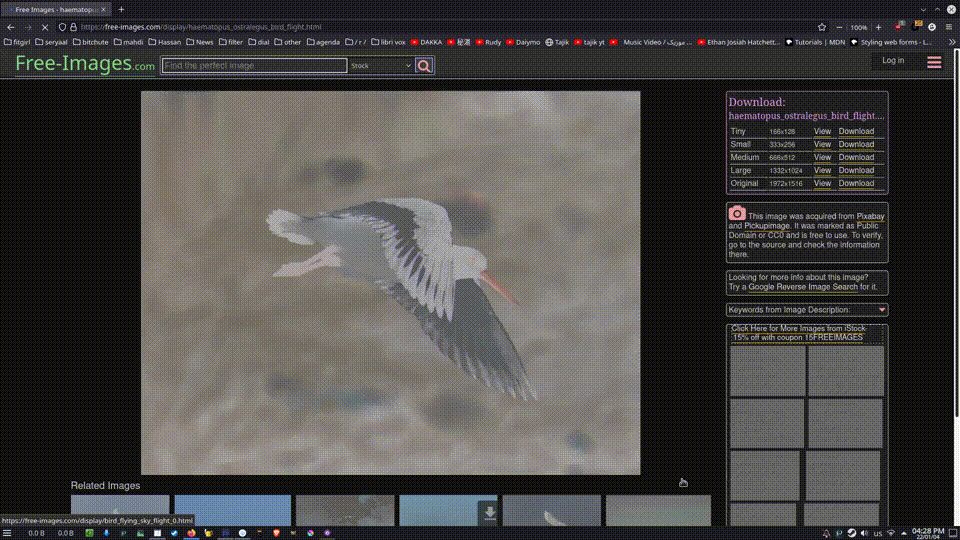 Free Images - haematopu
https://free-images.com/display/haematopus_ostralegus_bird_flight.html
100%
fitgirl seryaal bitchute mahdi Hassan News filter dial other agenda / r / libri vox DAKKA Rudy Daiymo Tajik tajik yt Music Video / موزیک... Ethan Josiah Hatchett... Tutorials | MDN Styling web forms - L...
Free-Images.com
Find the perfect image
Stock
Log in
Download:
haematopus_ostralegus_bird_flight....
Tiny 166x128 View Download
Small 333x256 View Download
Medium 666x512 View Download
Large 1332x1024 View Download
Original 1972x1516 View Download
This image was acquired from Pixabay
and Pickupimage. It was marked as Public
Domain or CC0 and is free to use. To verify,
go to the source and check the information
there.
Looking for more info about this image?
Try a Google Reverse Image Search for it.
Keywords from Image Description:
Click Here for More Images from iStock-
15% off with coupon 15FREEIMAGES
Related Images
https://free-images.com/display/bird_flying_sky_flight_0.html
0.0 B 0.0 B
us
04:28 PM
22/01/04